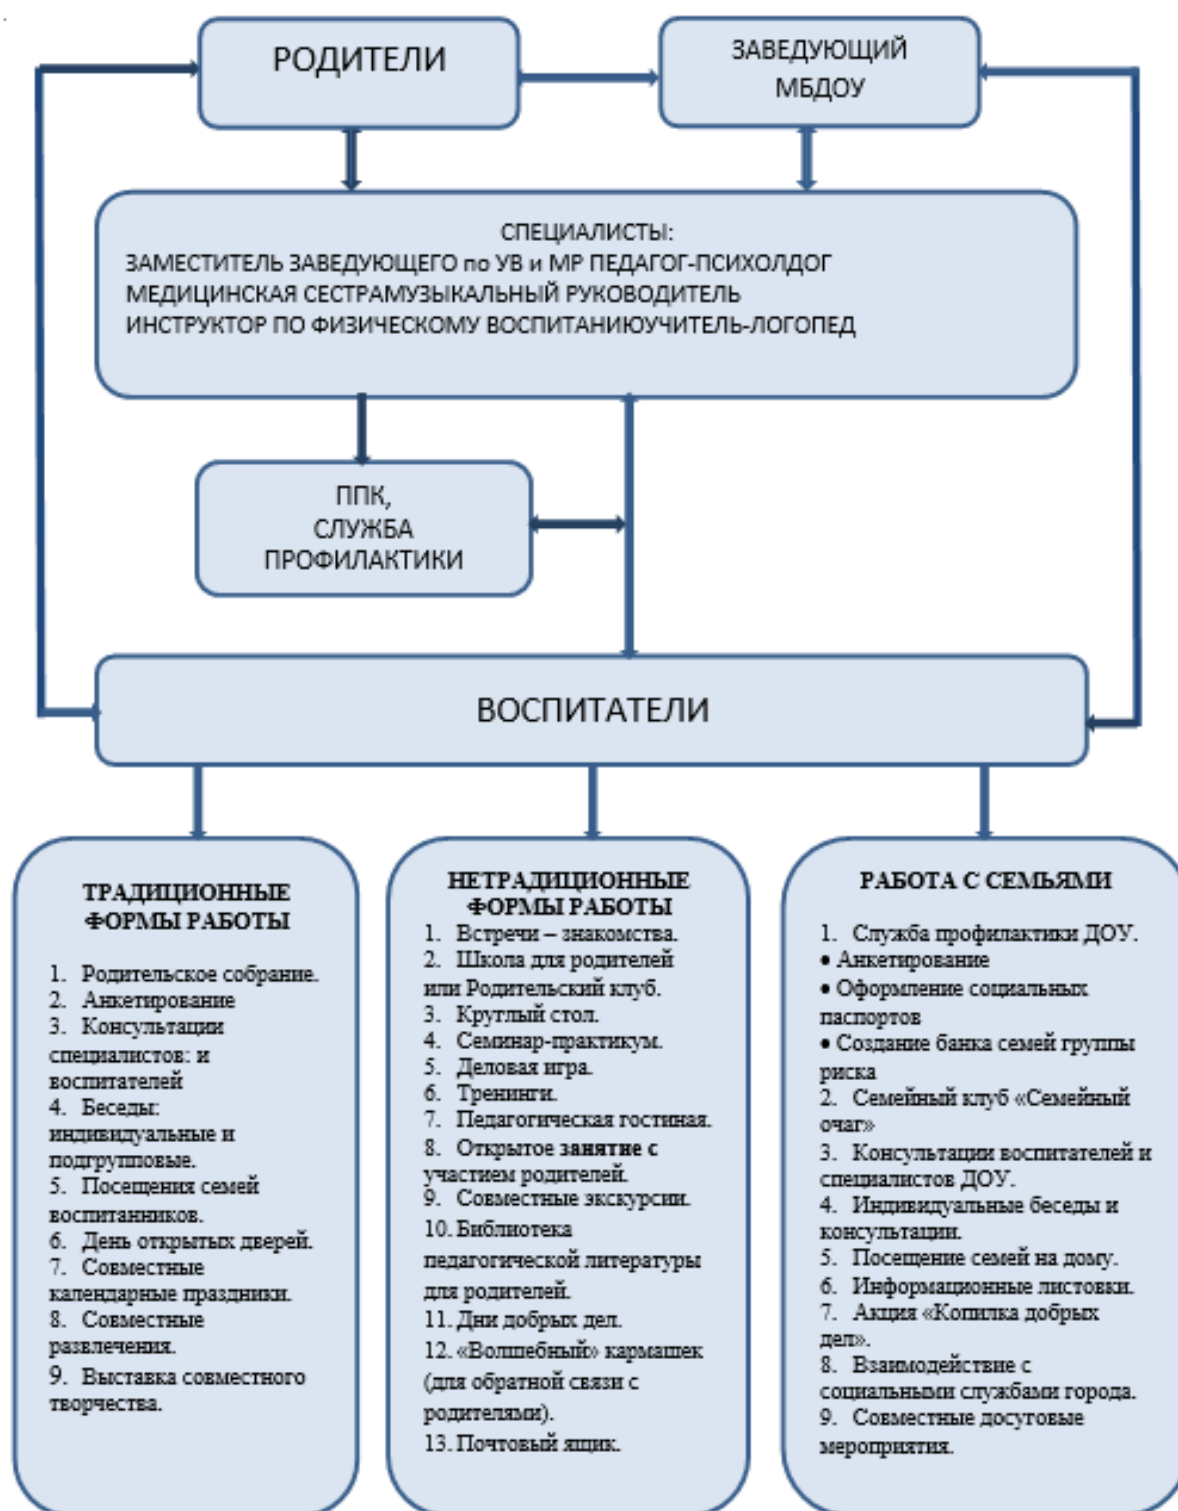 РОДИТЕЛИ
ЗАВЕДУЮЩИЙ
МБДОУ
СПЕЦИАЛИСТЫ:
ЗАМЕСТИТЕЛЬ ЗАВЕДУЮЩЕГО по УВ и МР ПЕДАГОГ-ПСИХОЛДОГ
МЕДИЦИНСКАЯ СЕСТРАМУЗЫКАЛЬНЫЙ РУКОВОДИТЕЛЬ
ИНСТРУКТОР ПО ФИЗИЧЕСКОМУ ВОСПИТАНИЮУЧИТЕЛЬ-ЛОГОПЕД
ППК,
СЛУЖБА
ПРОФИЛАКТИКИ
ВОСПИТАТЕЛИ
ТРАДИЦИОННЫЕ
ФОРМЫ РАБОТЫ
1. Родительское собрание.
2. Анкетирование
3. Консультации
специалистов: и
воспитателей
4. Беседы:
индивидуальные и
подгрупповые.
5. Посещения семей
воспитанников.
6. День открытых дверей.
7. Совместные
календарные праздники.
8. Совместные
развлечения.
9. Выставка совместного
творчества.
НЕТРАДИЦИОННЫЕ
ФОРМЫ РАБОТЫ
1. Встречи – знакомства.
2. Школа для родителей
или Родительский клуб.
3. Круглый стол.
4. Семинар-практикум.
5. Деловая игра.
6. Тренинги.
7. Педагогическая гостиная.
8. Открытое занятие с
участием родителей.
9. Совместные экскурсии.
10. Библиотека
педагогической литературы
для родителей.
11. Дни добрых дел.
12. «Волшебный» кармашек
(для обратной связи с
родителями).
13. Почтовый ящик.
РАБОТА С СЕМЬЯМИ
1. Служба профилактики ДОУ.
• Анкетирование
• Оформление социальных
паспортов
• Создание банка семей группы
риска
2. Семейный клуб «Семейный
очаг»
3. Консультации воспитателей и
специалистов ДОУ.
4. Индивидуальные беседы и
консультации.
5. Посещение семей на дому.
6. Информационные листовки.
7. Акция «Копилка добрых
дел».
8. Взаимодействие с
социальными службами города.
9. Совместные досуговые
мероприятия.